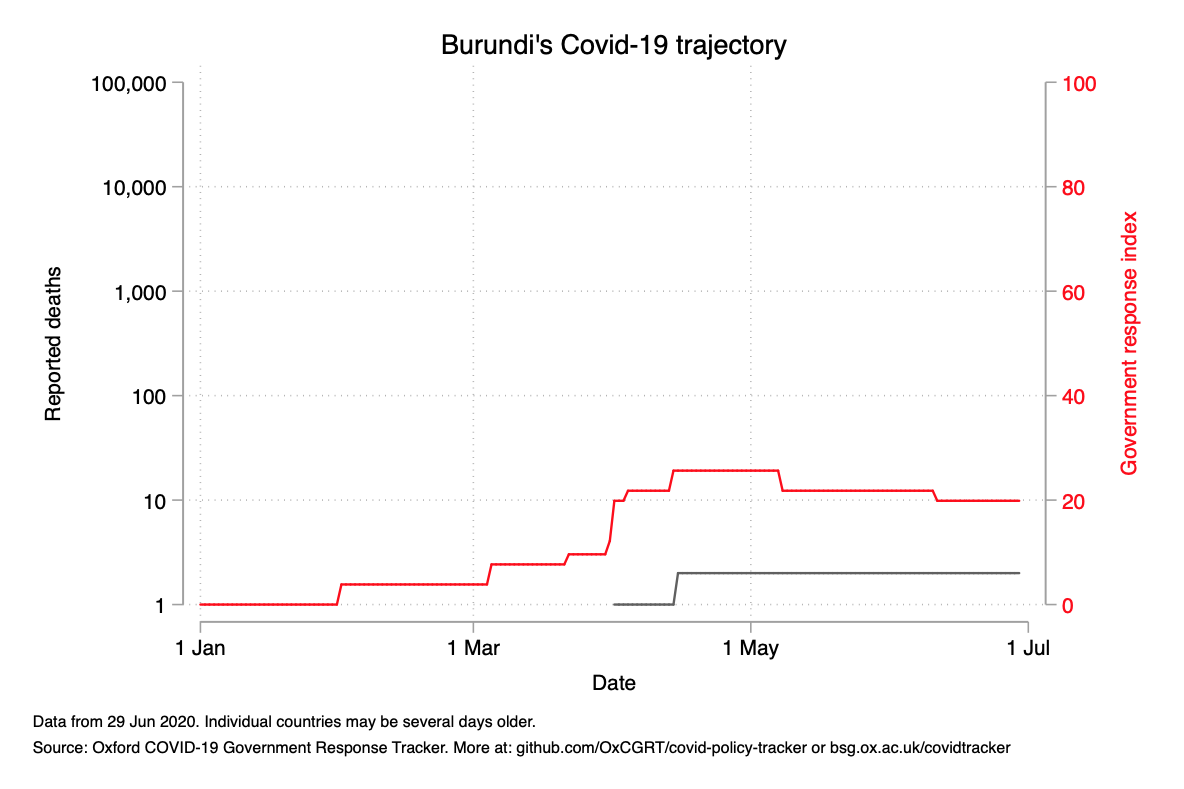 Burundi's Covid-19 trajectory
100,000
10,000
1,000
100
10
1
Reported deaths
100
80
60
40
20
0
Government response index
1 Jan
1 Mar
1 May
1 Jul
Date
Data from 29 Jun 2020. Individual countries may be several days older.
Source: Oxford COVID-19 Government Response Tracker. More at: github.com/OxCGRT/covid-policy-tracker or bsg.ox.ac.uk/covidtracker